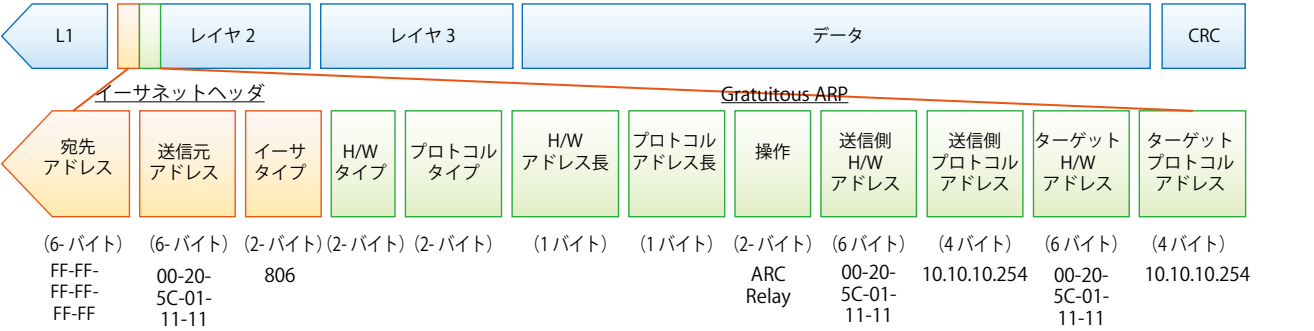 L1
レイヤ 2
レイヤ 3
データ
CRC
イーサネットヘッダ
Gratuitous ARP
宛先
アドレス
送信元
アドレス
イーサ
タイプ
H/W
タイプ
プロトコル
タイプ
H/W
アドレス長
プロトコル
アドレス長
操作
送信側
H/W
アドレス
送信側
プロトコル
アドレス
ターゲット
H/W
アドレス
ターゲット
プロトコル
アドレス
(6- バイト)
(6- バイト)
(2- バイト)
(2- バイト)
(2- バイト)
(1 バイト)
(1 バイト)
(2- バイト)
(6 バイト)
(4 バイト)
(6 バイト)
(4 バイト)
FF-FF-
FF-FF-
FF-FF
00-20-
5C-01-
11-11
806
ARC
Relay
00-20-
5C-01-
11-11
10.10.10.254
00-20-
5C-01-
11-11
10.10.10.254